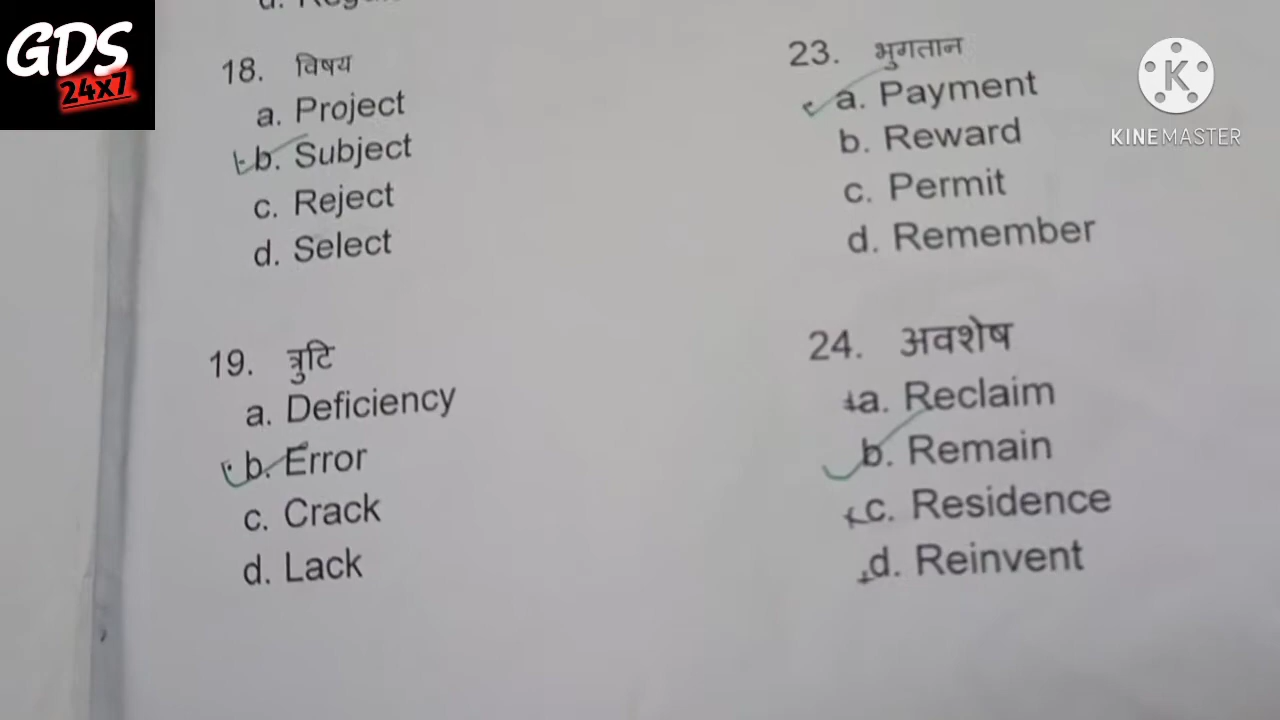 GDS
24x7
18. विषय
a. Project
b. Subject
c. Reject
d. Select
19. त्रुटि
a. Deficiency
b. Error
c. Crack
d. Lack
23. भुगतान
a. Payment
b. Reward
c. Permit
d. Remember
24. अवशेष
a. Reclaim
b. Remain
c. Residence
d. Reinvent
K
KINEMASTER